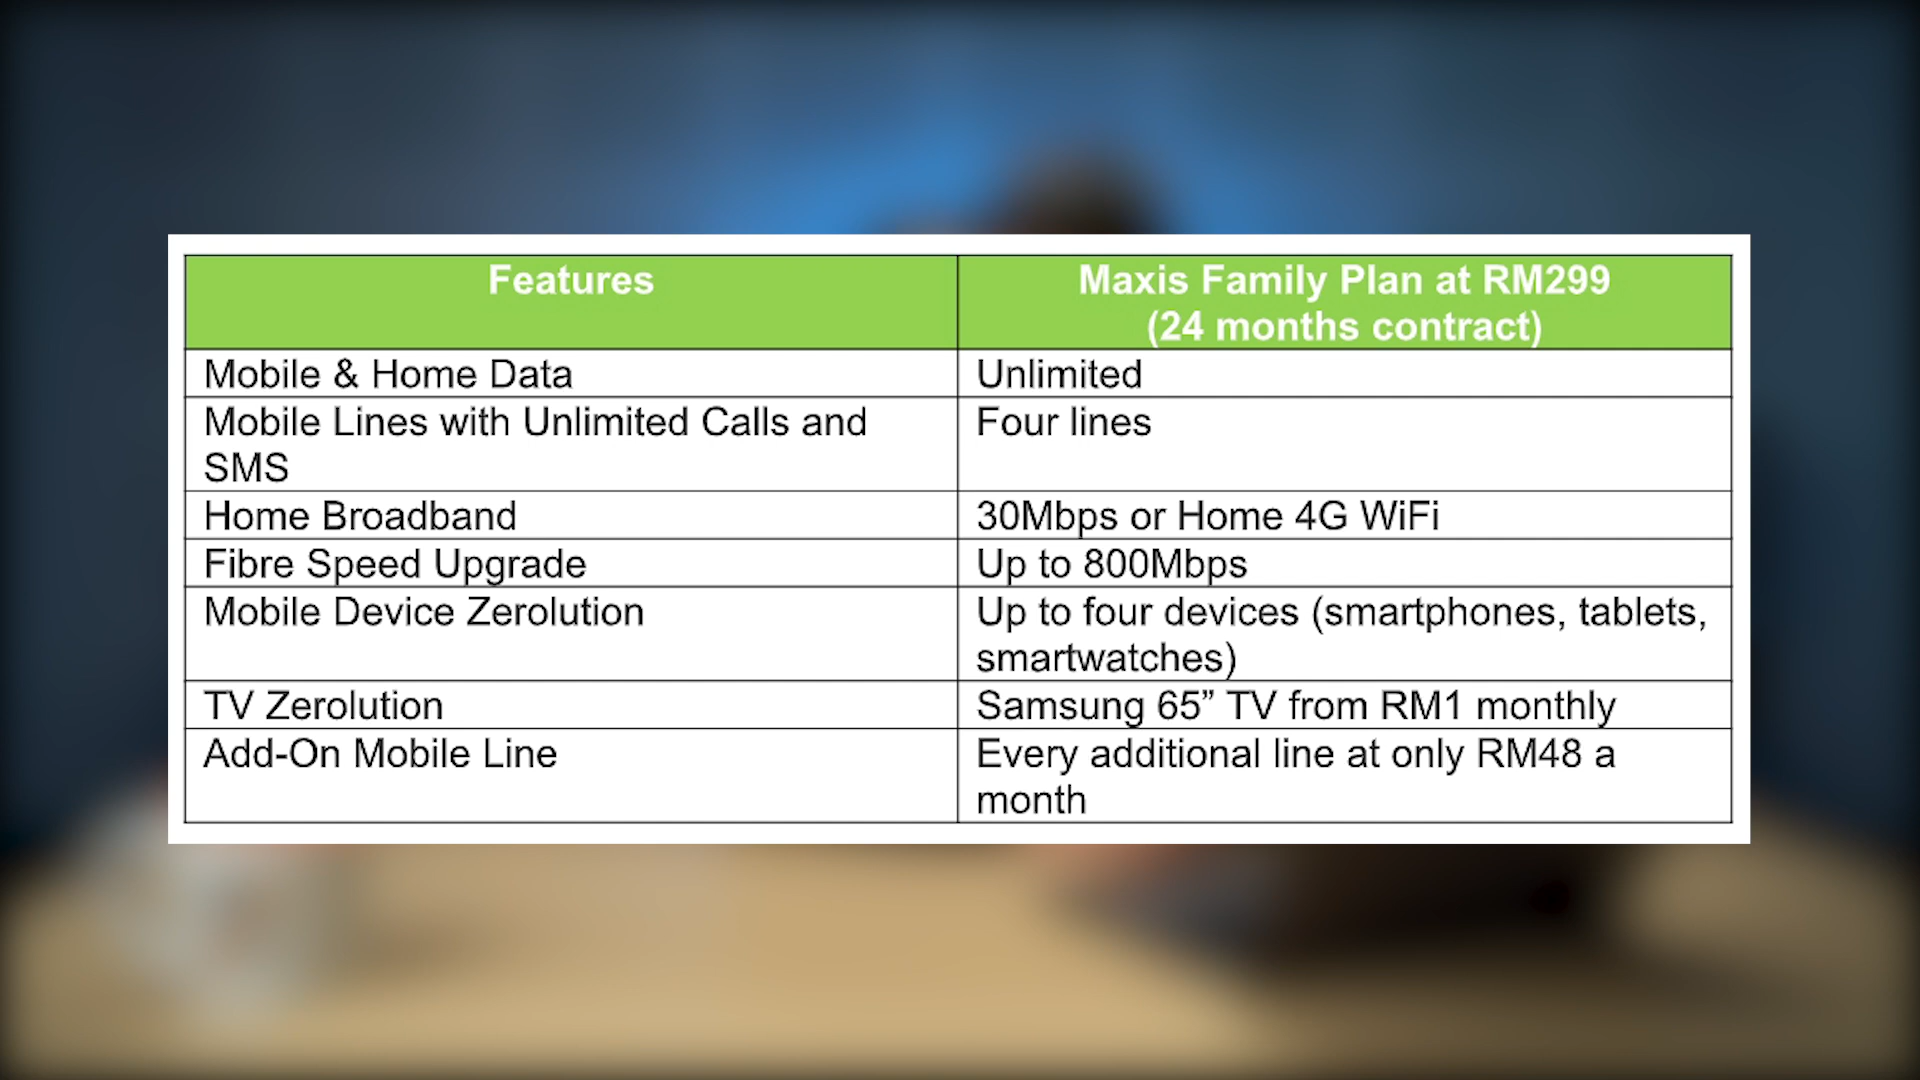 Features
Maxis Family Plan at RM299
(24 months contract)
Mobile & Home Data
Unlimited
Mobile Lines with Unlimited Calls and
SMS
Four lines
Home Broadband
30Mbps or Home 4G WiFi
Fibre Speed Upgrade
Up to 800Mbps
Mobile Device Zerolution
Up to four devices (smartphones, tablets,
smartwatches)
TV Zerolution
Samsung 65” TV from RM1 monthly
Add-On Mobile Line
Every additional line at only RM48 a
month